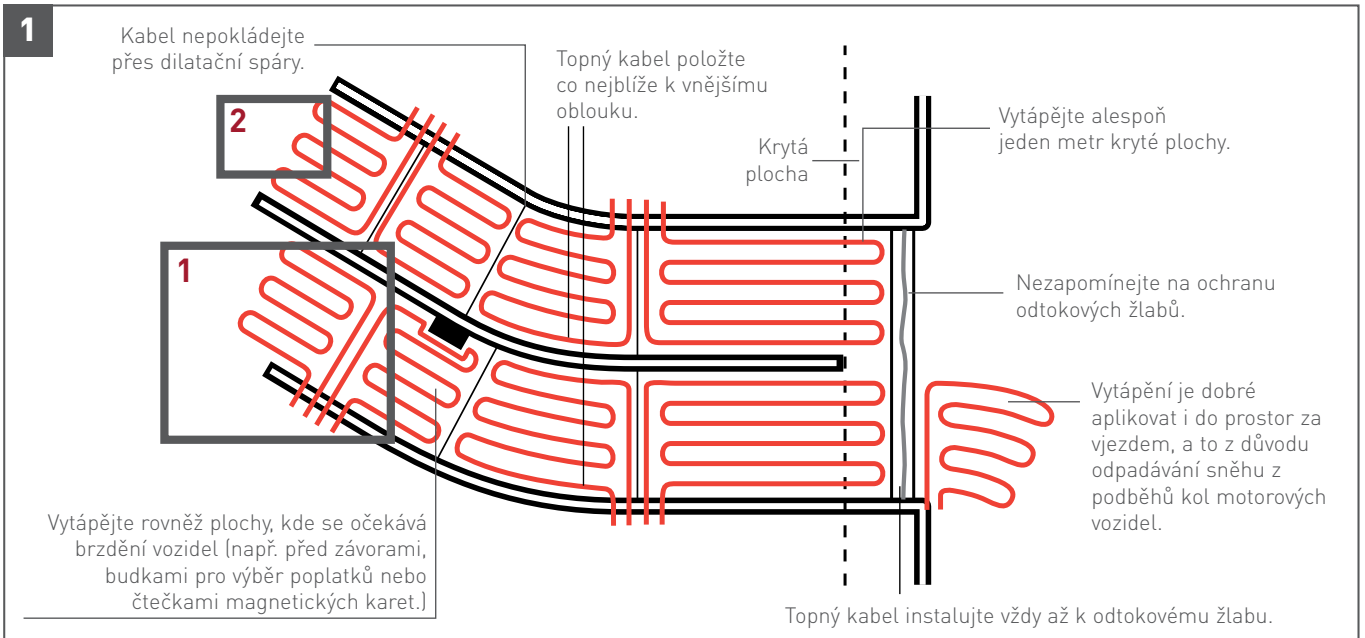 1
Kabel nepokládejte
přes dilatační spáry.
Topný kabel položte
co nejblíže k vnějšímu
oblouku.
Krytá
plocha
Vytápějte alespoň
jeden metr kryté plochy.
2
1
Nezapomínejte na ochranu
odtokových žlabů.
Vytápění je dobré
aplikovat i do prostor za
vjezdem, a to z důvodu
odpadávání sněhu z
podběhů kol motorových
vozidel.
Vytápějte rovněž plochy, kde se očekává
brzdění vozidel (např. před závorami,
budkami pro výběr poplatků nebo
čtečkami magnetických karet.)
Topný kabel instalujte vždy až k odtokovému žlabu.